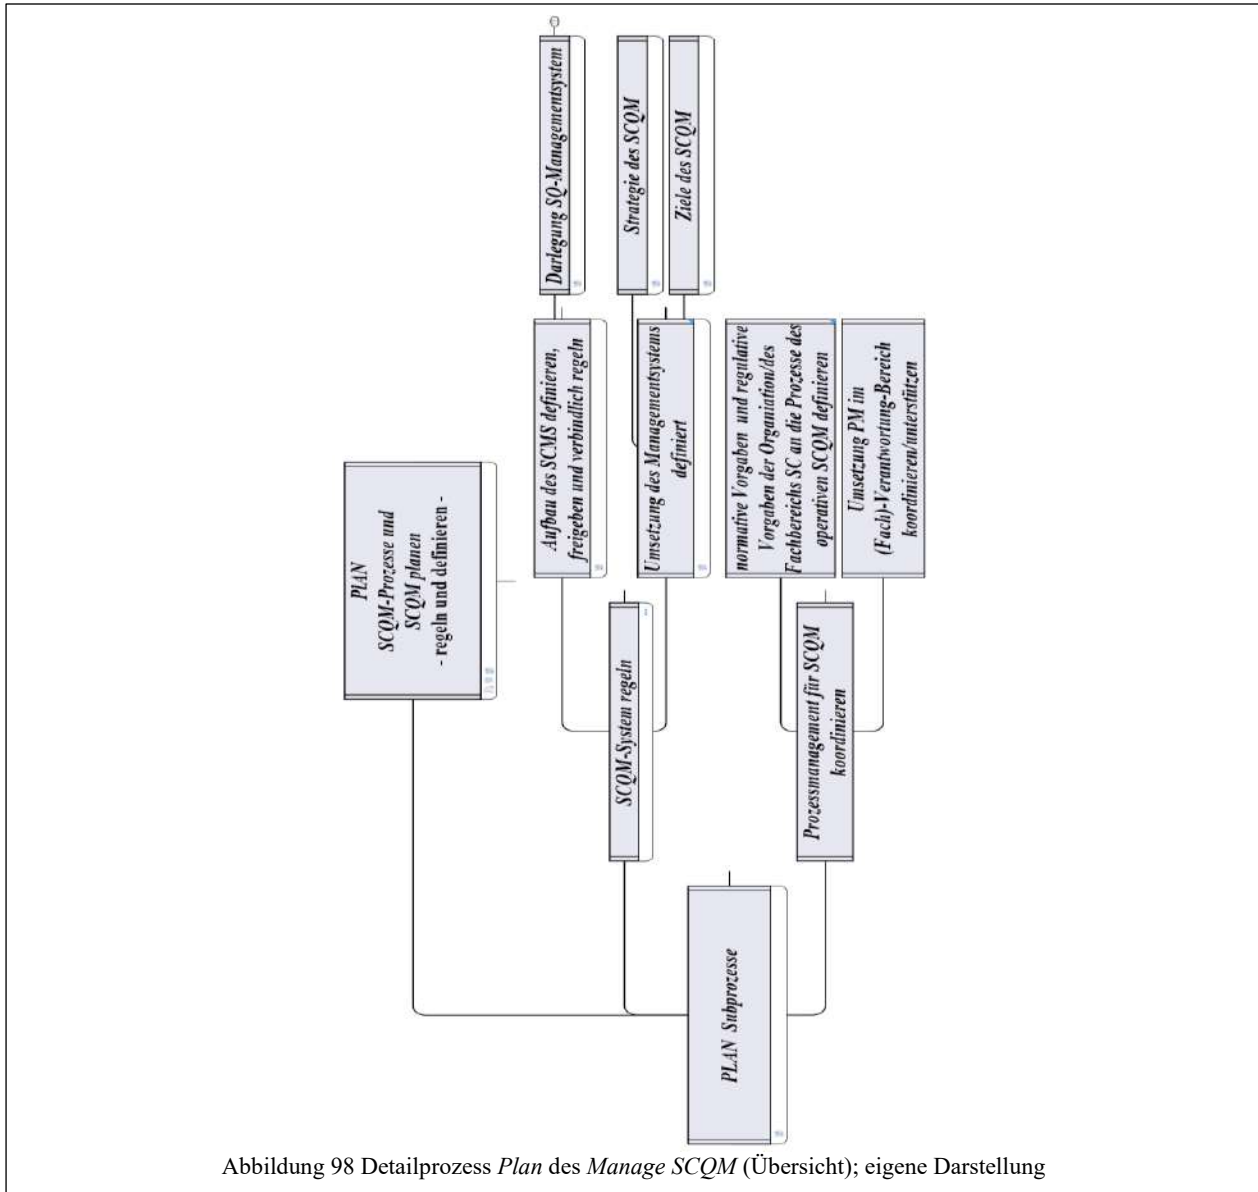 PlAN
SCQM-Prozesse und
SCQM planen
- regeln und definieren -
Darlegung SQ-Managementsystem
Strategie des SCQM
Ziele des SCQM
Aufbau des SCMS definieren,
freigeben und verbindlich regeln
Umsetzung des Managementsystems
definiert
normative Vorgaben und regulative
Vorgaben der Organiation/des
Fachbereichs SC an die Prozesse des
operativen SCQM definieren
Umsetzung PM im
(Fach)-Verantwortung-Bereich
koordinieren/unterstützen
SCQM-System regeln
Prozessmanagement für SCQM
koordinieren
PLAN Subprozesse
Abbildung 98 Detailprozess Plan des Manage SCQM (Übersicht); eigene Darstellung